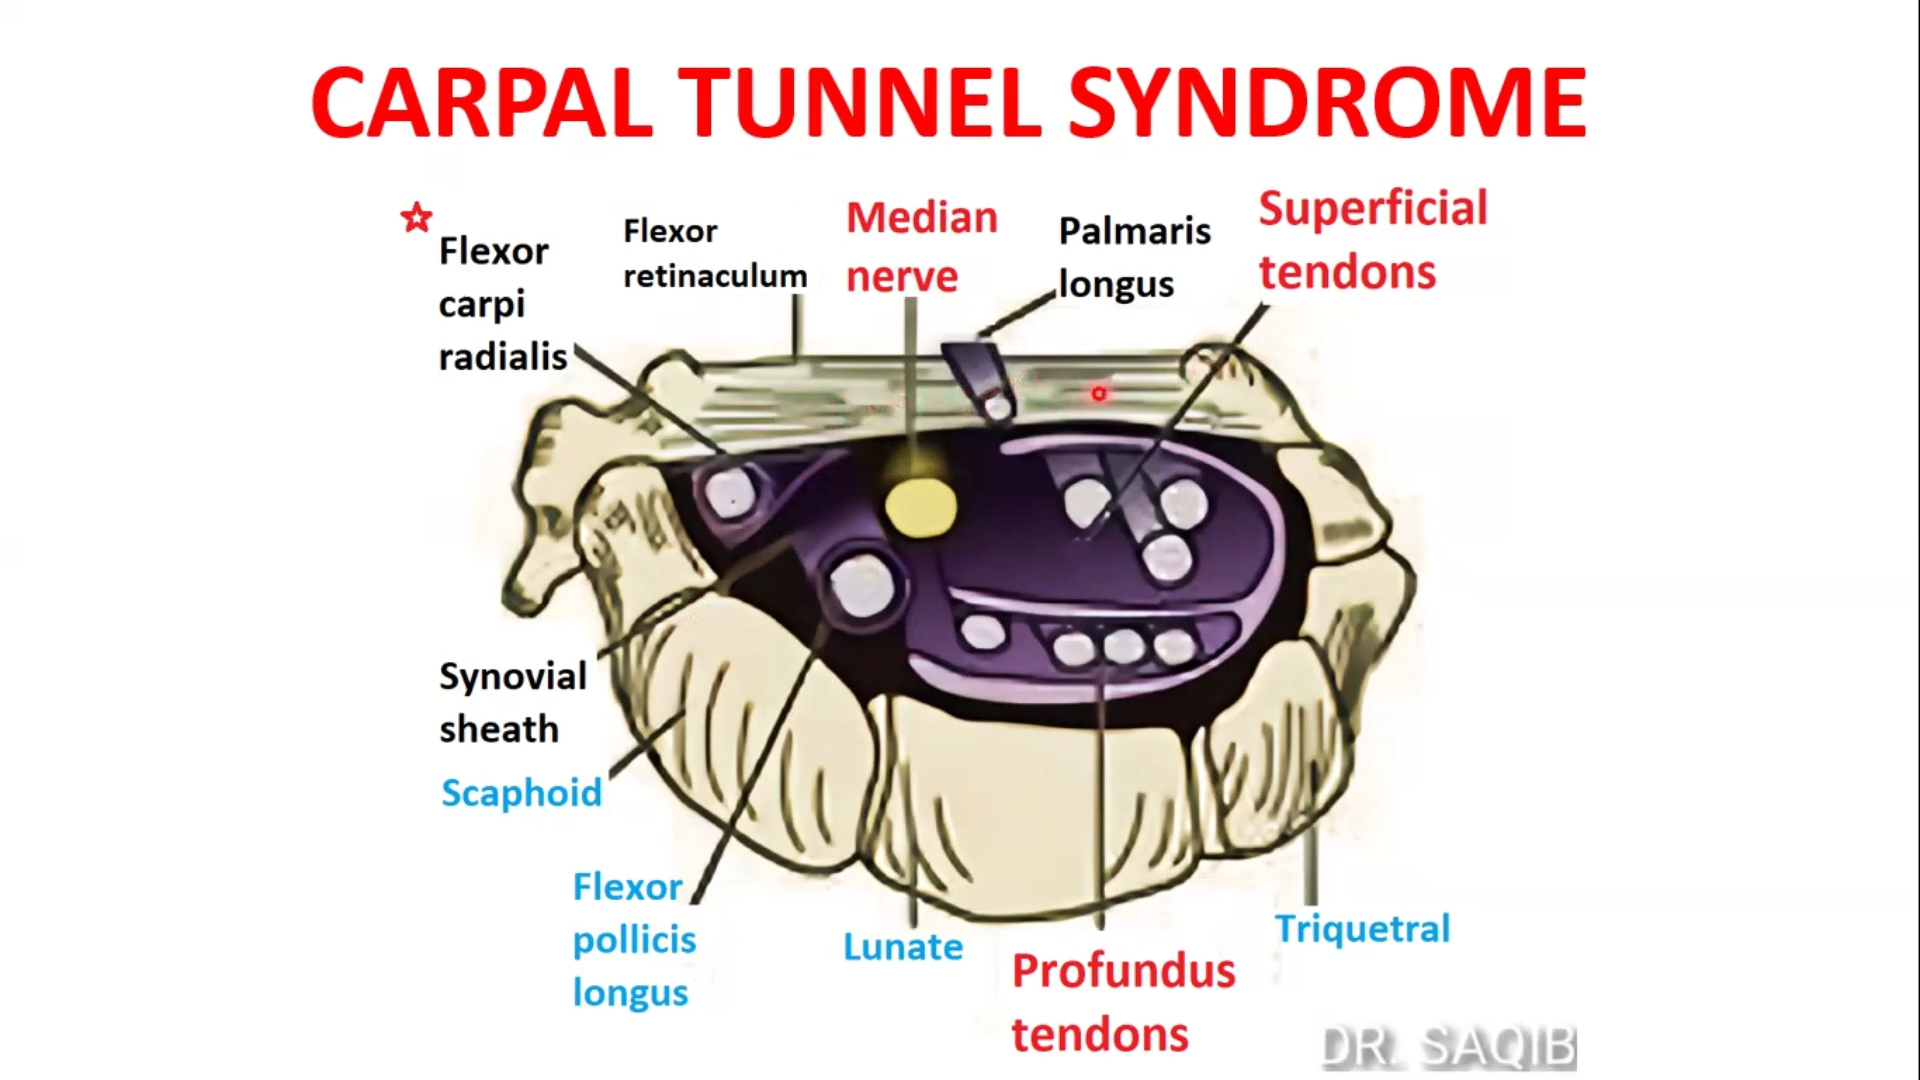 CARPAL TUNNEL SYNDROME
Flexor
carpi
radialis
Flexor
retinaculum
Median
nerve
Palmaris
longus
Superficial
tendons
Synovial
sheath
Scaphoid
Flexor
pollicis
longus
Lunate
Profundus
tendons
Triquetral
DR. SAQIB